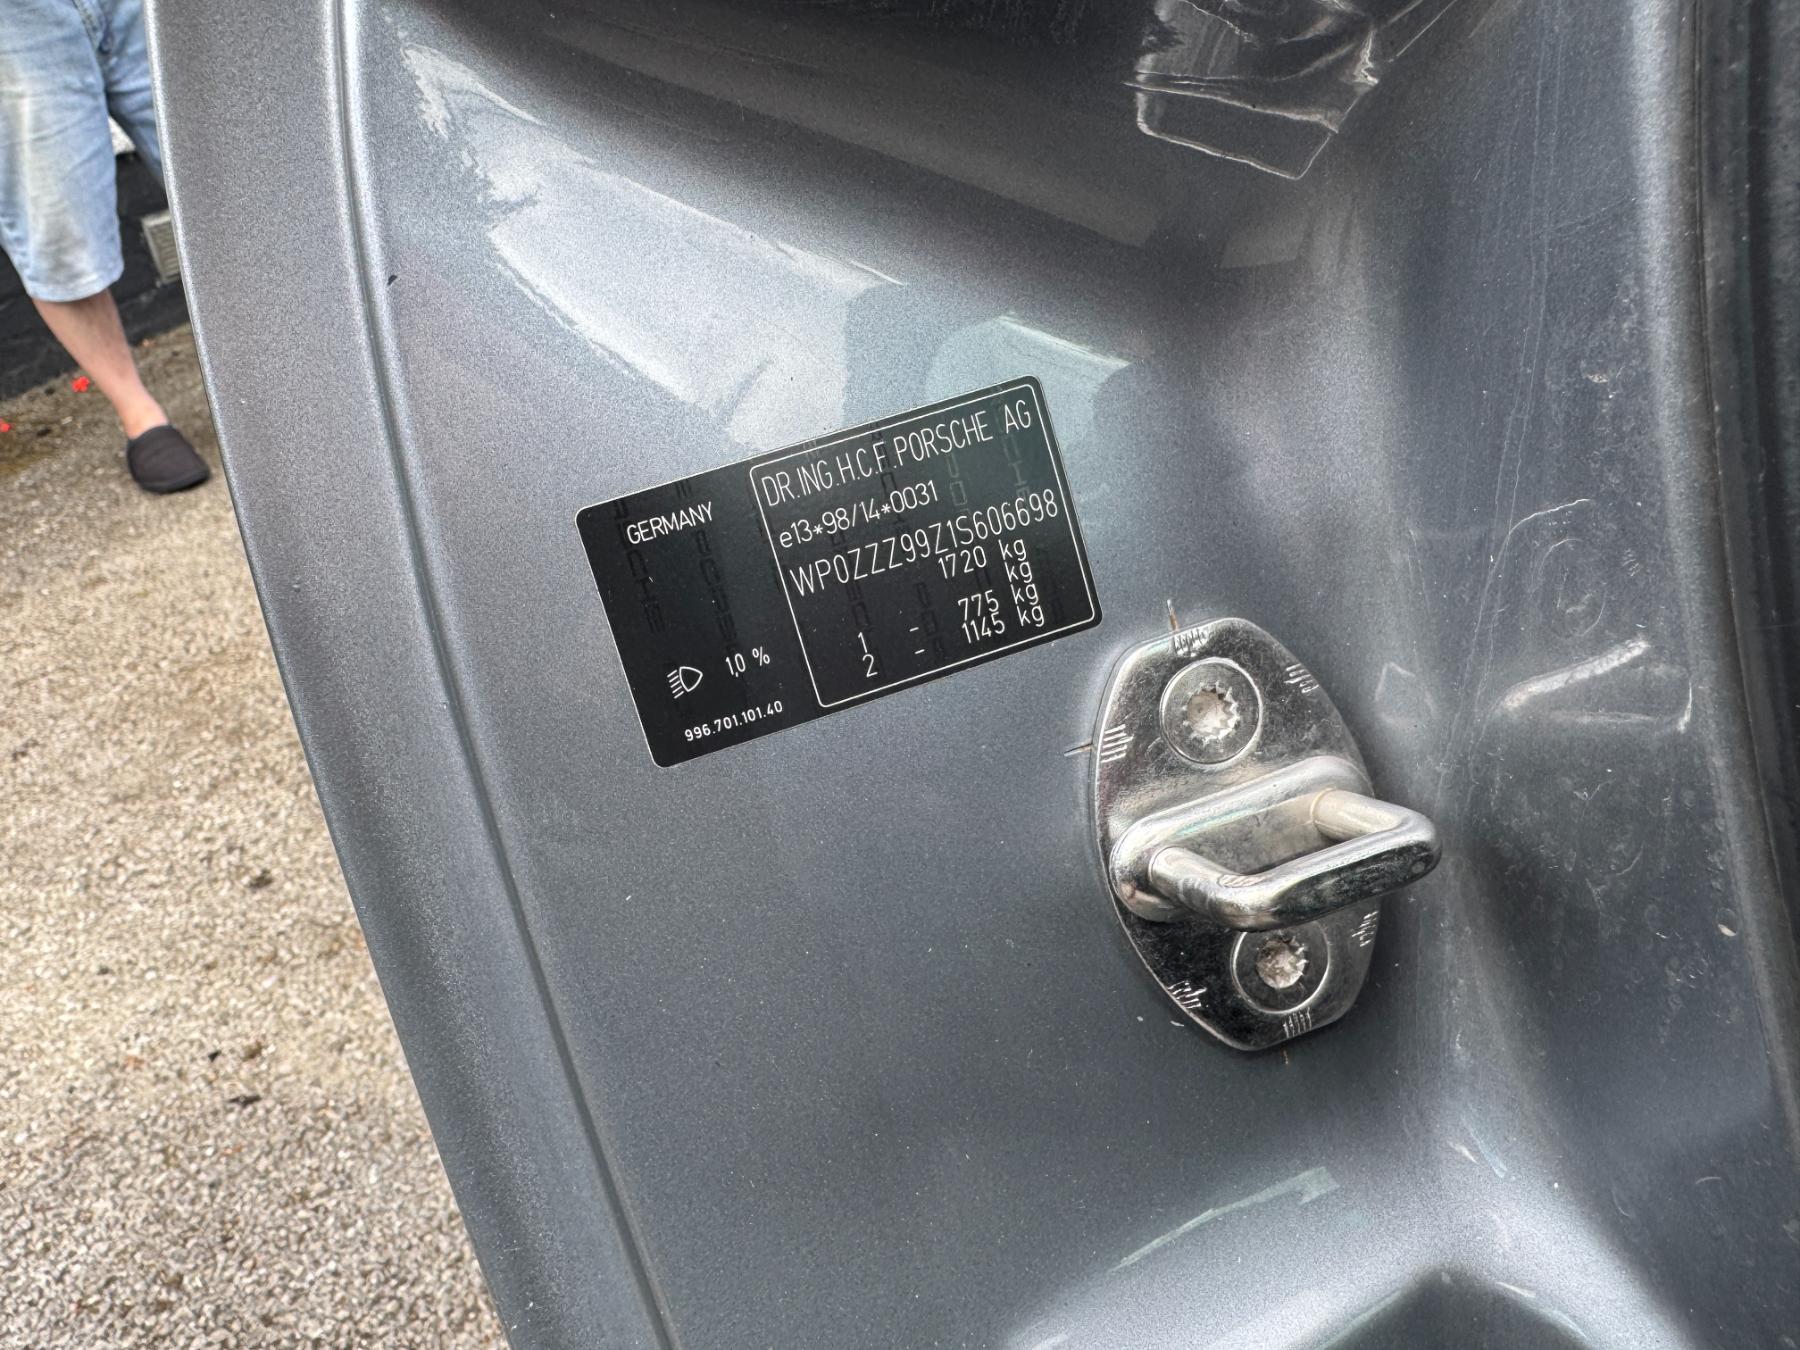 GERMANY
DR.ING.H.C.F.PORSCHE AG
e13*98/14*0031
WP0ZZZ99Z1S606698
1720 kg
kg
1 - 775 kg
2 - 1145 kg
1,0 %
996.701.101.40